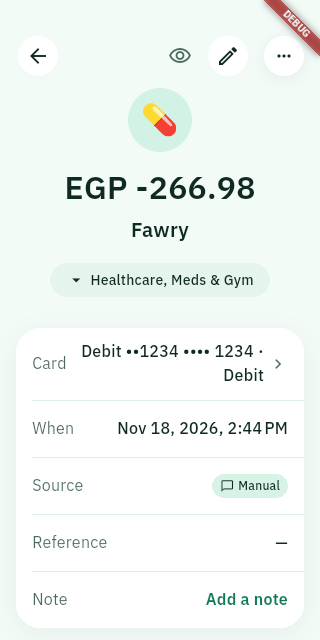 DEBUG
EGP -266.98
Fawry
Healthcare, Meds & Gym
Card Debit ••1234 •••• 1234 ·
Debit
When Nov 18, 2026, 2:44 PM
Source Manual
Reference –
Note Add a note